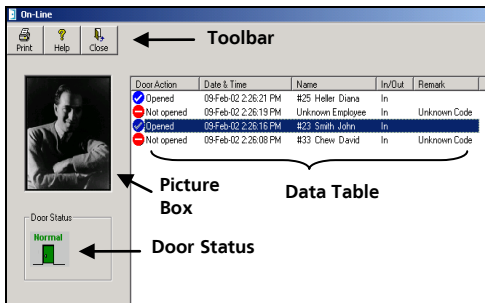 On-Line
Print Help Close
Toolbar
Door Action Date & Time Name In/Out Remark
Opened 09-Feb-02 2:26:21 PM #25 Heller Diana In
Not opened 09-Feb-02 2:26:19 PM Unknown Employee In Unknown Code
Opened 09-Feb-02 2:26:16 PM #23 Smith John In
Not opened 09-Feb-02 2:26:08 PM #33 Chew David In Unknown Code
Picture
Box
Data Table
Door Status
Normal
Door Status